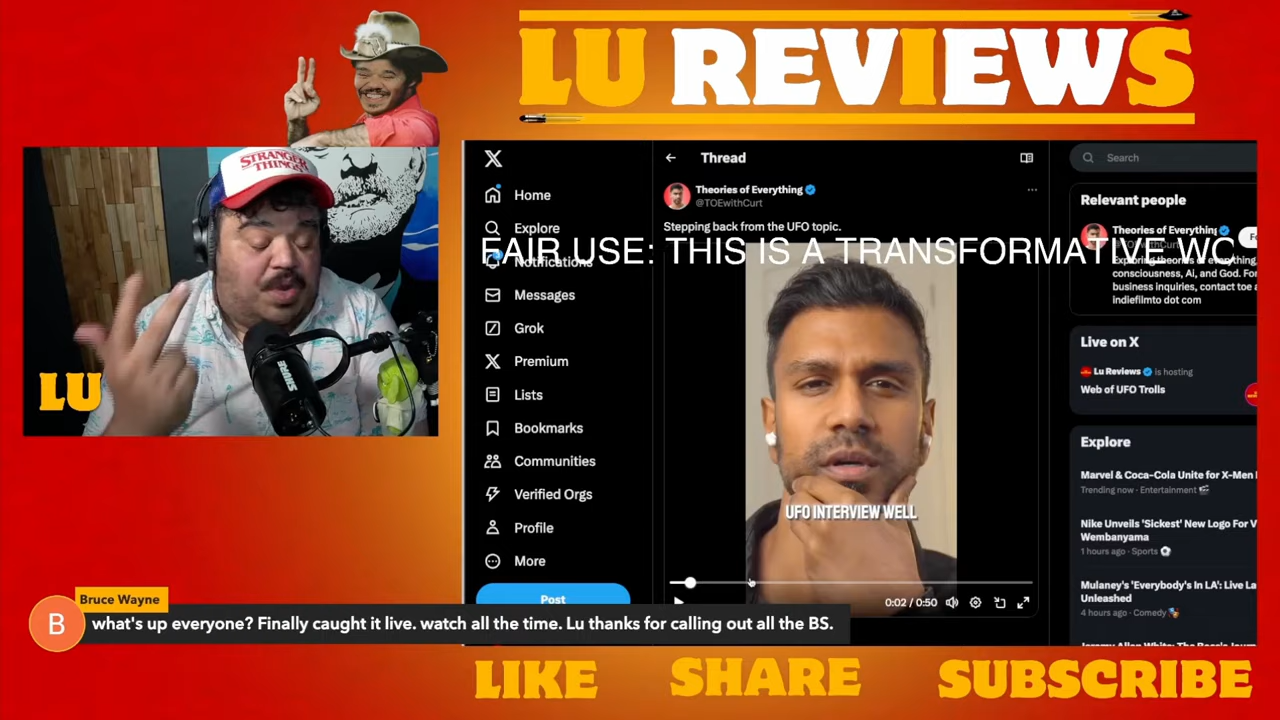 LU REVIEWS
STRANGER
THINGS
LU
SHURE
Home
Explore
Notifications
Messages
Grok
Premium
Lists
Bookmarks
Communities
Verified Orgs
Profile
More
Post
Thread
Theories of Everything
@TOEwithCurt
Stepping back from the UFO topic.
FAIR USE: THIS IS A TRANSFORMATIVE WO
UFO INTERVIEW WELL
0:02 / 0:50
Search
Relevant people
Theories of Everything
Exploring theories of everything,
consciousness, Ai, and God. For
business inquiries, contact toe a
indiefilmto dot com
Live on X
Lu Reviews is hosting
Web of UFO Trolls
Explore
Marvel & Coca-Cola Unite for X-Men
Trending now · Entertainment
Nike Unveils 'Sickest' New Logo For V
Wembanyama
1 hours ago · Sports
Mulaney's 'Everybody's In LA': Live La
Unleashed
4 hours ago · Comedy
Bruce Wayne
B
what's up everyone? Finally caught it live. watch all the time. Lu thanks for calling out all the BS.
LIKE SHARE SUBSCRIBE